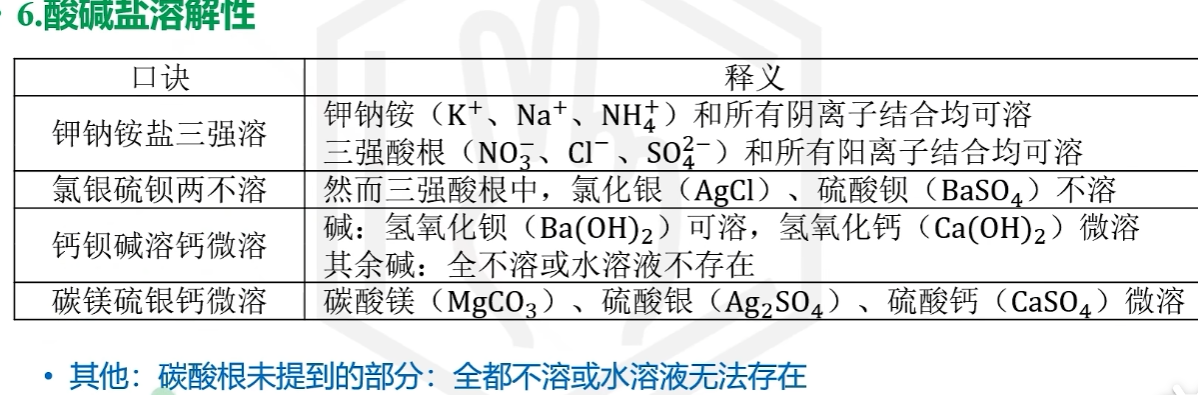 6.酸碱盐溶解性
口诀
释义
钾钠铵盐三强溶
钾钠铵（K⁺、Na⁺、NH₄⁺）和所有阴离子结合均可溶
三强酸根（NO₃⁻、Cl⁻、SO₄²⁻）和所有阳离子结合均可溶
氯银硫钡两不溶
然而三强酸根中，氯化银（AgCl）、硫酸钡（BaSO₄）不溶
钙钡碱溶钙微溶
碱：氢氧化钡（Ba(OH)₂）可溶，氢氧化钙（Ca(OH)₂）微溶
其余碱：全不溶或水溶液不存在
碳镁硫银钙微溶
碳酸镁（MgCO₃）、硫酸银（Ag₂SO₄）、硫酸钙（CaSO₄）微溶
• 其他：碳酸根未提到的部分：全都不溶或水溶液无法存在